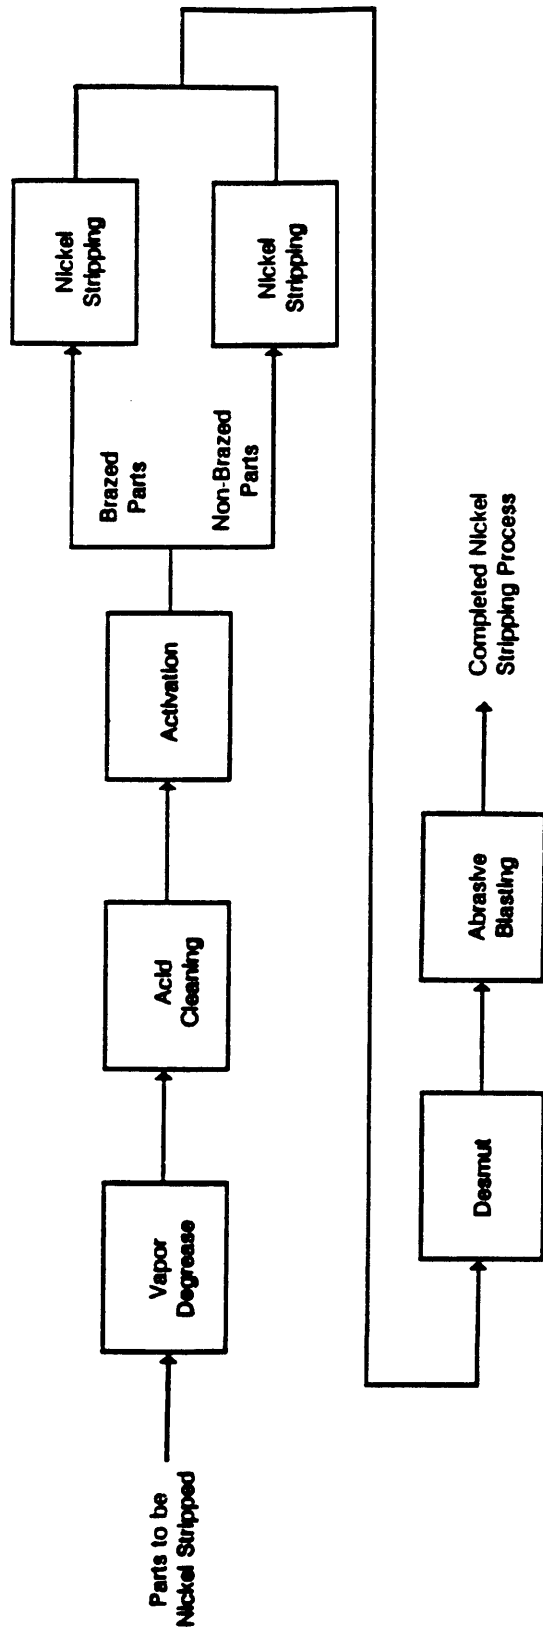 Parts to be
Nickel Stripped
Vapor
Degrease
Acid
Cleaning
Activation
Brazed
Parts
Non-Brazed
Parts
Nickel
Stripping
Nickel
Stripping
Desmut
Abrasive
Blasting
Completed Nickel
Stripping Process